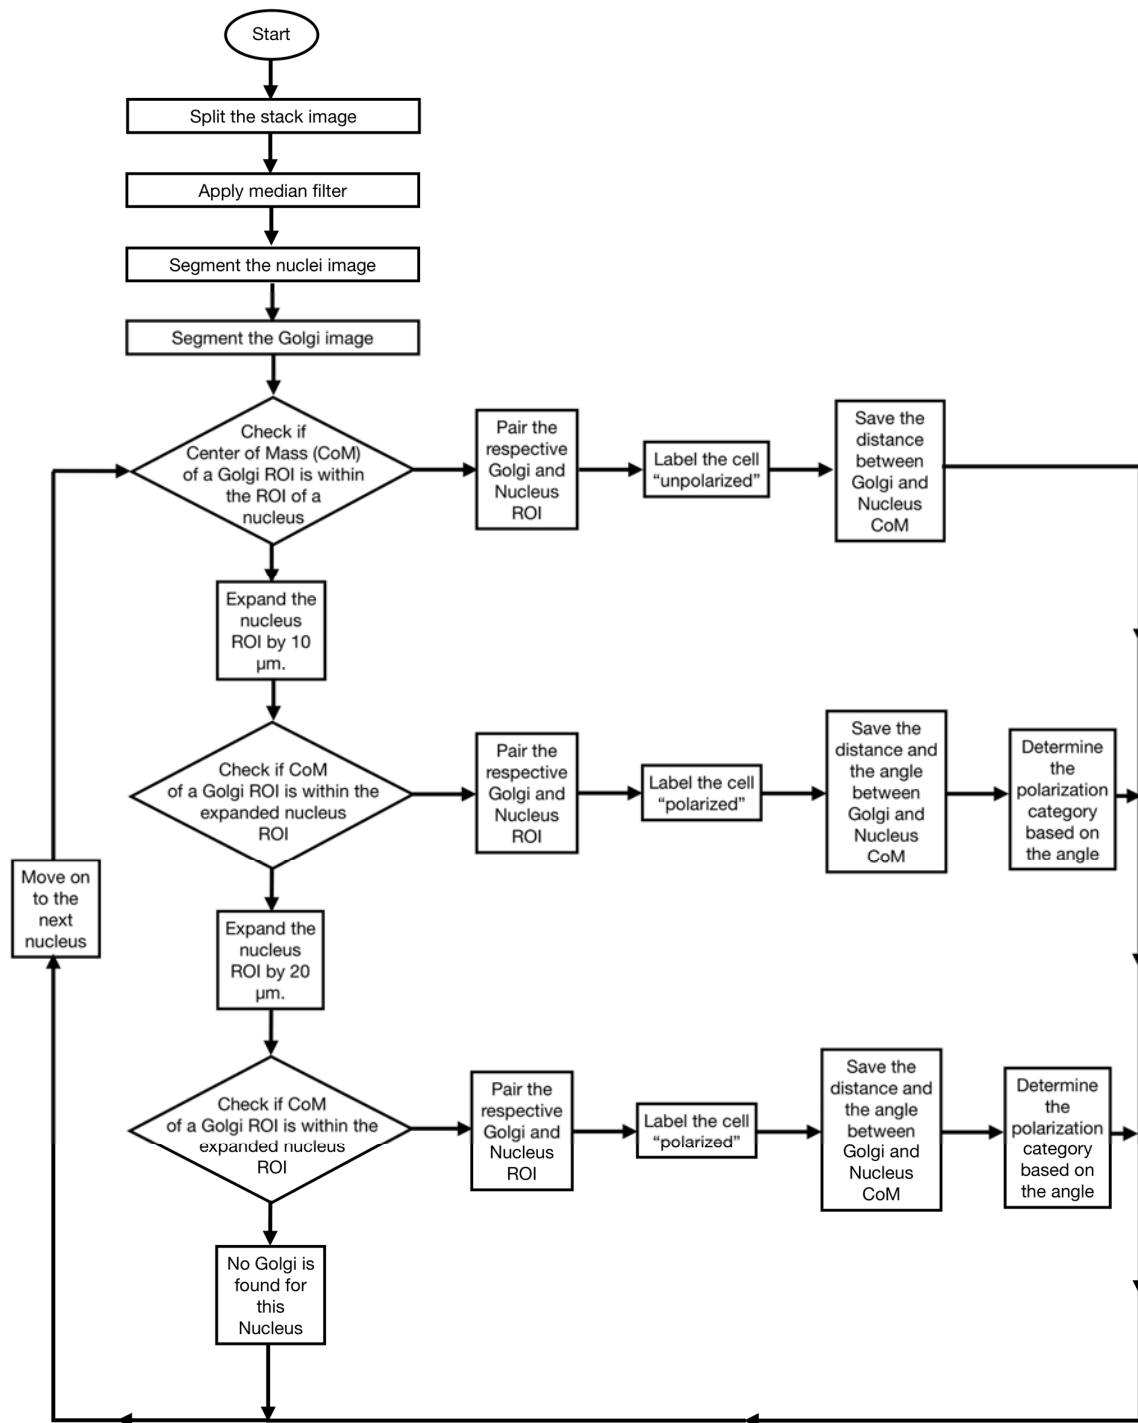 Start
Split the stack image
Apply median filter
Segment the nuclei image
Segment the Golgi image
Check if
Center of Mass (CoM)
of a Golgi ROI is within
the ROI of a
nucleus
Pair the
respective
Golgi and
Nucleus
ROI
Label the cell
“unpolarized”
Save the
distance
between
Golgi and
Nucleus
CoM
Expand the
nucleus
ROI by 10
µm.
Check if CoM
of a Golgi ROI is within the
expanded nucleus
ROI
Pair the
respective
Golgi and
Nucleus
ROI
Label the cell
“polarized”
Save the
distance and
the angle
between
Golgi and
Nucleus
CoM
Determine
the
polarization
category
based on
the angle
Move on
to the
next
nucleus
Expand the
nucleus
ROI by 20
µm.
Check if CoM
of a Golgi ROI is within the
expanded nucleus
ROI
Pair the
respective
Golgi and
Nucleus
ROI
Label the cell
“polarized”
Save the
distance and
the angle
between
Golgi and
Nucleus
CoM
Determine
the
polarization
category
based on
the angle
No Golgi is
found for
this
Nucleus